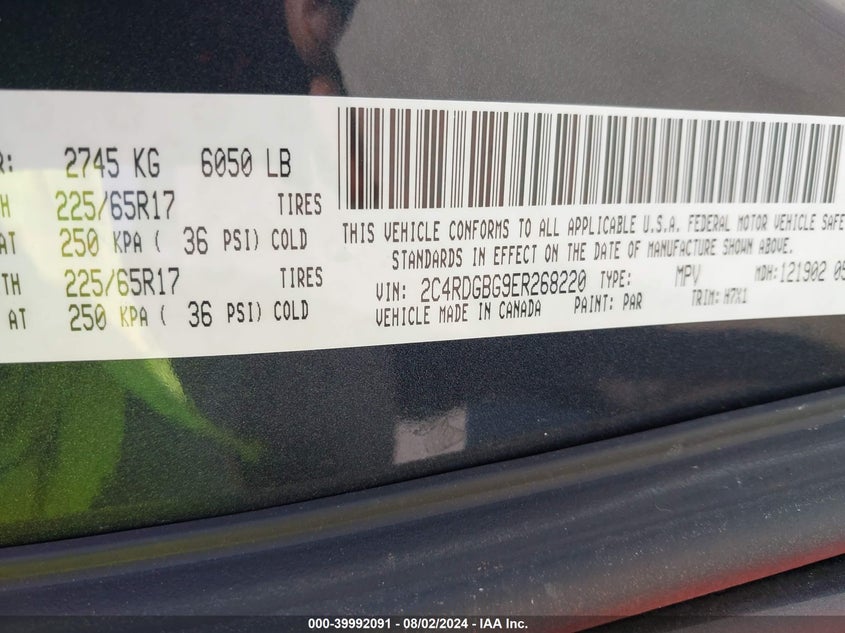 R: 2745 KG 6050 LB
H 225/65R17 TIRES
AT 250 KPA ( 36 PSI) COLD
TH 225/65R17 TIRES
AT 250 KPA ( 36 PSI) COLD
THIS VEHICLE CONFORMS TO ALL APPLICABLE U.S.A. FEDERAL MOTOR VEHICLE SAFE
STANDARDS IN EFFECT ON THE DATE OF MANUFACTURE SHOWN ABOVE.
VIN: 2C4RDGBG9ER268220 TYPE: MPV MDH: 121902 05
VEHICLE MADE IN CANADA PAINT: PAR TRIM: H7X1
000-39992091 - 08/02/2024 - IAA Inc.